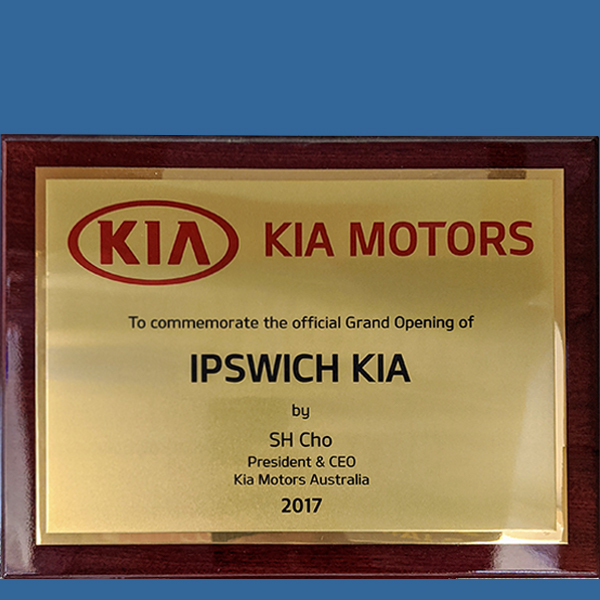 KIA KIA MOTORS
To commemorate the official Grand Opening of
IPSWICH KIA
by
SH Cho
President & CEO
Kia Motors Australia
2017